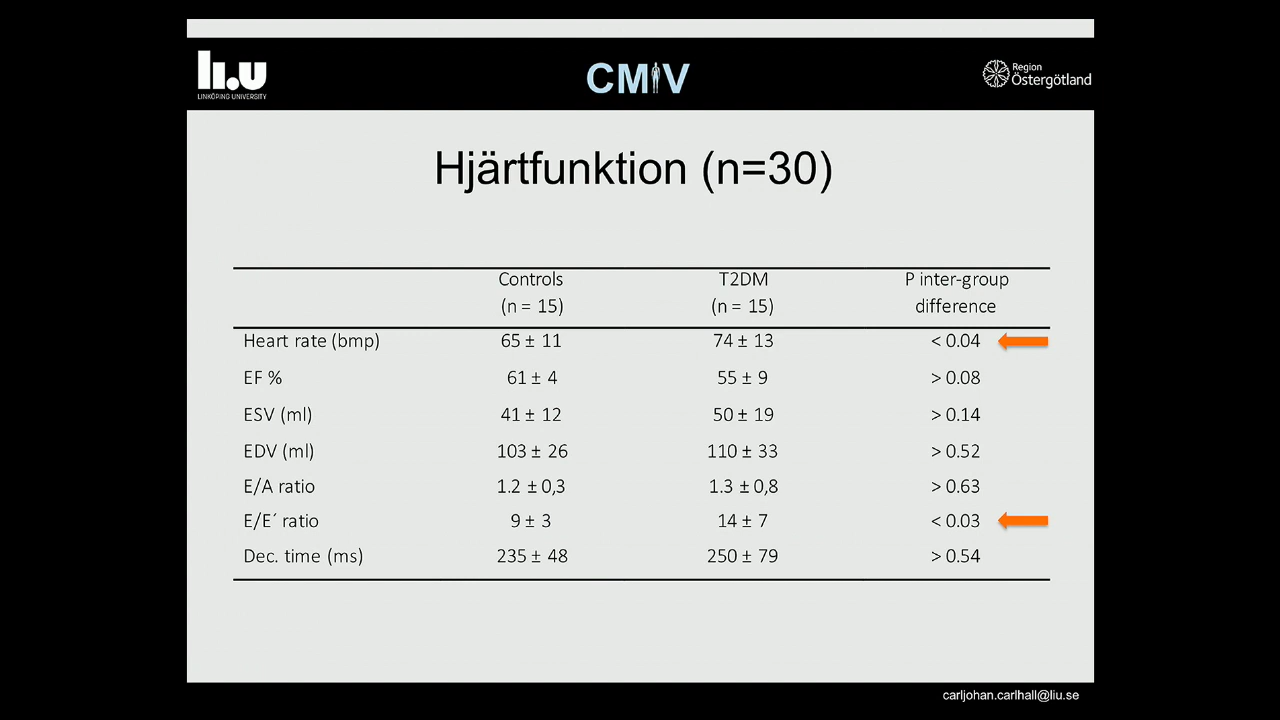 li.u
LINKÖPING UNIVERSITY
CMIV
Region
Östergötland
Hjärtfunktion (n=30)
Controls T2DM P inter-group
(n = 15) (n = 15) difference
Heart rate (bmp) 65 ± 11 74 ± 13 < 0.04
EF % 61 ± 4 55 ± 9 > 0.08
ESV (ml) 41 ± 12 50 ± 19 > 0.14
EDV (ml) 103 ± 26 110 ± 33 > 0.52
E/A ratio 1.2 ± 0,3 1.3 ± 0,8 > 0.63
E/E´ ratio 9 ± 3 14 ± 7 < 0.03
Dec. time (ms) 235 ± 48 250 ± 79 > 0.54
carljohan.carlhall@liu.se